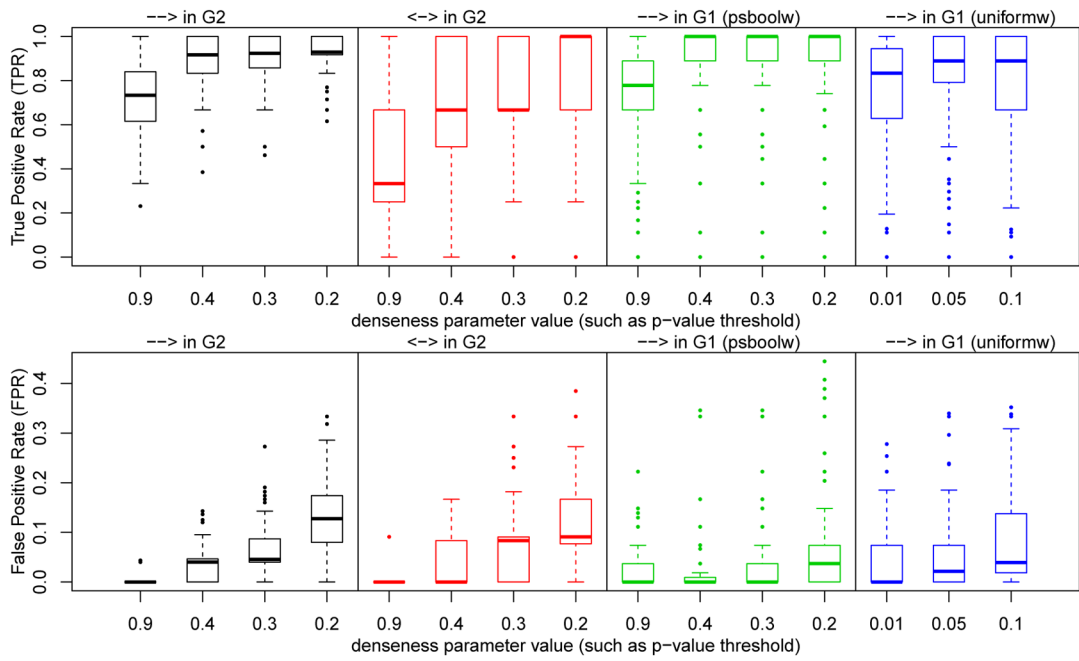 −−> in G2 <−> in G2 −−> in G1 (psboolw) −−> in G1 (uniformw)
True Positive Rate (TPR)
1.0
0.8
0.6
0.4
0.2
0.0
0.9 0.4 0.3 0.2 0.9 0.4 0.3 0.2 0.9 0.4 0.3 0.2 0.01 0.05 0.1
denseness parameter value (such as p−value threshold)
−−> in G2 <−> in G2 −−> in G1 (psboolw) −−> in G1 (uniformw)
False Positive Rate (FPR)
0.4
0.3
0.2
0.1
0.0
0.9 0.4 0.3 0.2 0.9 0.4 0.3 0.2 0.9 0.4 0.3 0.2 0.01 0.05 0.1
denseness parameter value (such as p−value threshold)